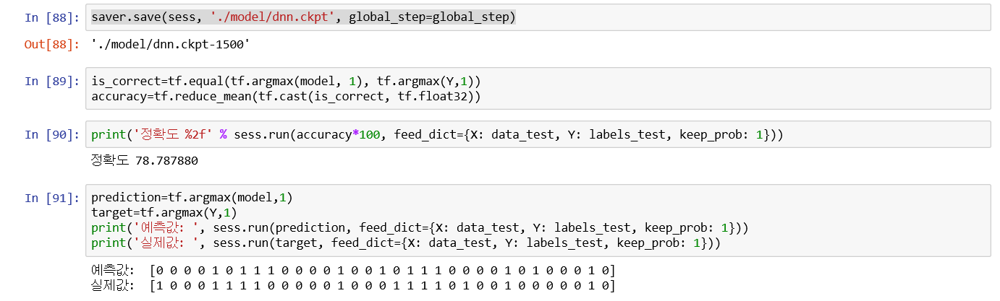 In [88]: saver.save(sess, './model/dnn.ckpt', global_step=global_step)
Out[88]: './model/dnn.ckpt-1500'
In [89]: is_correct=tf.equal(tf.argmax(model, 1), tf.argmax(Y,1))
accuracy=tf.reduce_mean(tf.cast(is_correct, tf.float32))
In [90]: print('정확도 %2f' % sess.run(accuracy*100, feed_dict={X: data_test, Y: labels_test, keep_prob: 1}))
정확도 78.787880
In [91]: prediction=tf.argmax(model,1)
target=tf.argmax(Y,1)
print('예측값: ', sess.run(prediction, feed_dict={X: data_test, Y: labels_test, keep_prob: 1}))
print('실제값: ', sess.run(target, feed_dict={X: data_test, Y: labels_test, keep_prob: 1}))
예측값:  [0 0 0 0 1 0 1 1 1 0 0 0 0 1 0 0 1 0 1 1 1 0 0 0 0 1 0 1 0 0 0 1 0]
실제값:  [1 0 0 0 1 1 1 1 0 0 0 0 0 1 0 0 0 1 1 1 1 0 1 0 0 1 0 0 0 0 0 1 0]